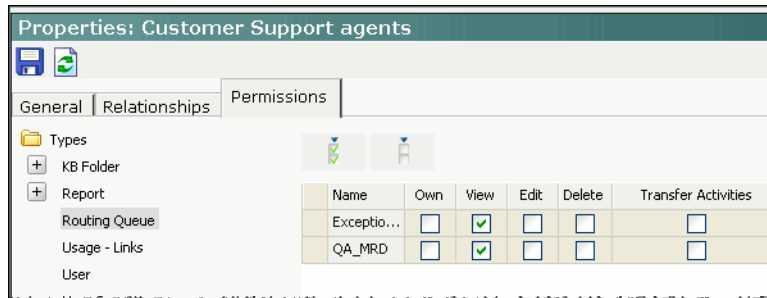 Properties: Customer Support agents
General Relationships Permissions
Types
KB Folder
Report
Routing Queue
Usage - Links
User
Name Own View Edit Delete Transfer Activities
Exceptio...
QA_MRD